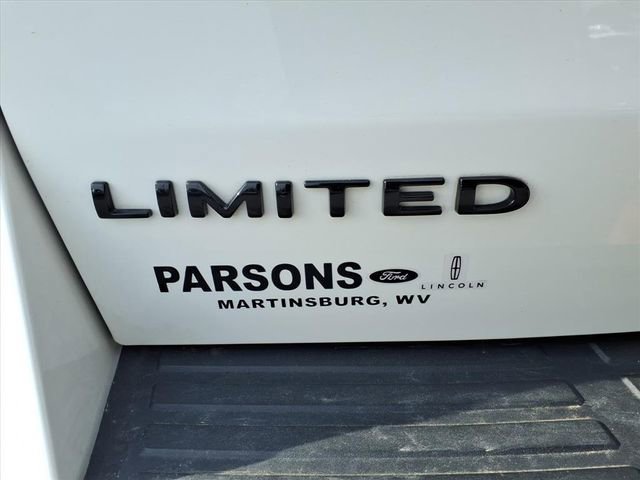 LIMITED
PARSONS Ford LINCOLN
MARTINSBURG, WV